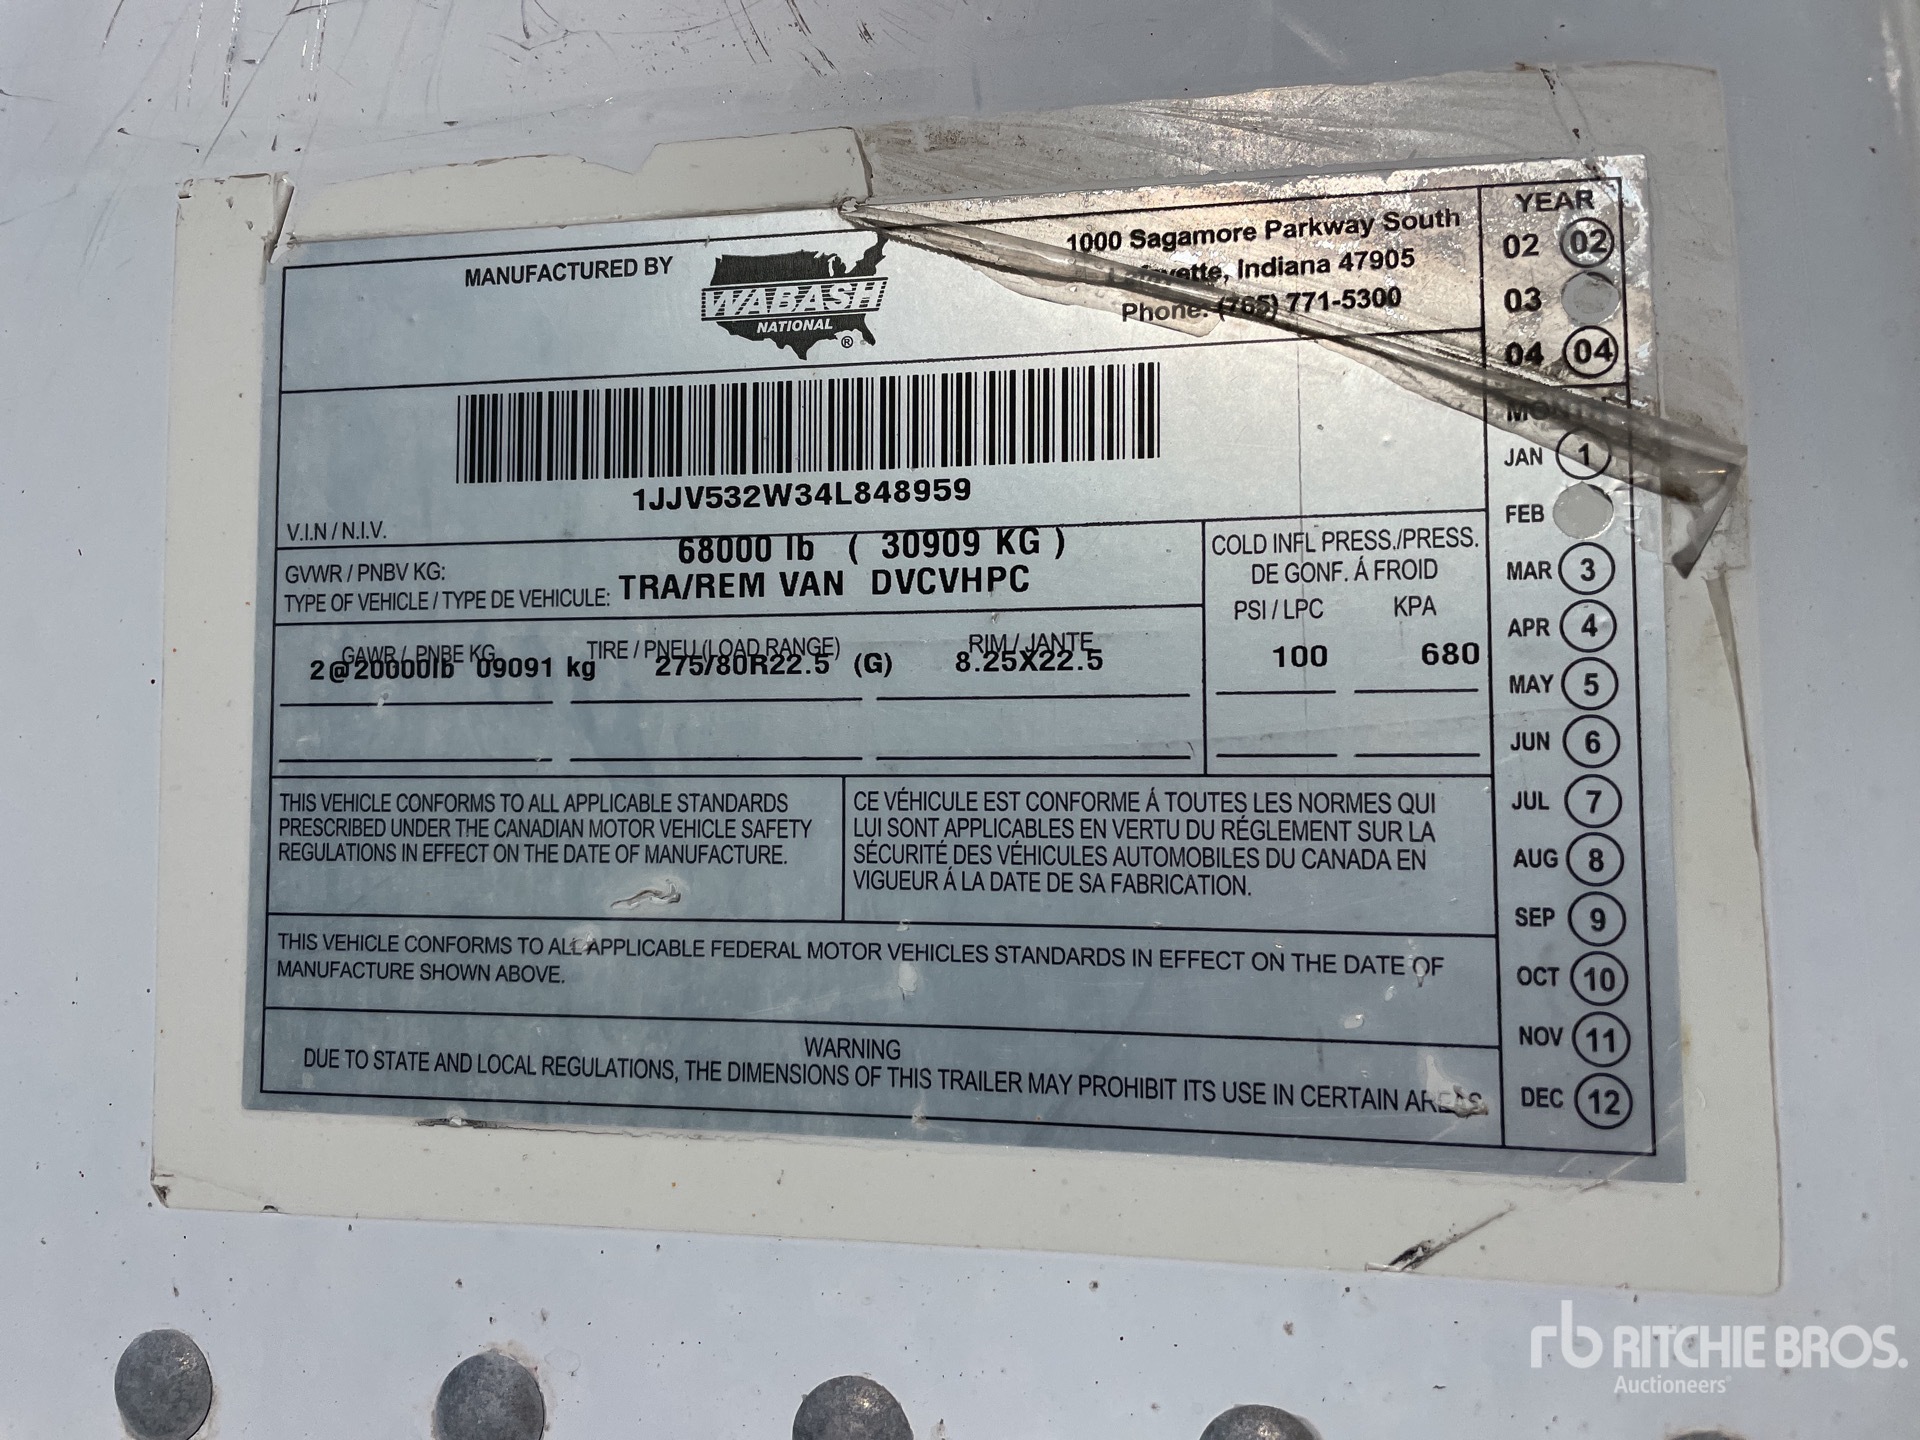 MANUFACTURED BY
WABASH
NATIONAL
®
1000 Sagamore Parkway South
Lafayette, Indiana 47905
Phone: (765) 771-5300
1JJV532W34L848959
V.I.N / N.I.V.
GVWR / PNBV KG: 68000 lb ( 30909 KG )
TYPE OF VEHICLE / TYPE DE VEHICULE: TRA/REM VAN DVCVHPC
COLD INFL PRESS./PRESS.
DE GONF. Á FROID
PSI / LPC KPA
100 680
GAWR / PNBE KG TIRE / PNEU(LOAD RANGE) RIM / JANTE
2@20000lb 09091 kg 275/80R22.5 (G) 8.25X22.5
THIS VEHICLE CONFORMS TO ALL APPLICABLE STANDARDS
PRESCRIBED UNDER THE CANADIAN MOTOR VEHICLE SAFETY
REGULATIONS IN EFFECT ON THE DATE OF MANUFACTURE.
CE VÉHICULE EST CONFORME Á TOUTES LES NORMES QUI
LUI SONT APPLICABLES EN VERTU DU RÉGLEMENT SUR LA
SÉCURITÉ DES VÉHICULES AUTOMOBILES DU CANADA EN
VIGUEUR Á LA DATE DE SA FABRICATION.
THIS VEHICLE CONFORMS TO ALL APPLICABLE FEDERAL MOTOR VEHICLES STANDARDS IN EFFECT ON THE DATE OF
MANUFACTURE SHOWN ABOVE.
WARNING
DUE TO STATE AND LOCAL REGULATIONS, THE DIMENSIONS OF THIS TRAILER MAY PROHIBIT ITS USE IN CERTAIN AREAS.
YEAR
02 02
03
04 04
MONTH
JAN 1
FEB
MAR 3
APR 4
MAY 5
JUN 6
JUL 7
AUG 8
SEP 9
OCT 10
NOV 11
DEC 12
rb RITCHIE BROS.
Auctioneers